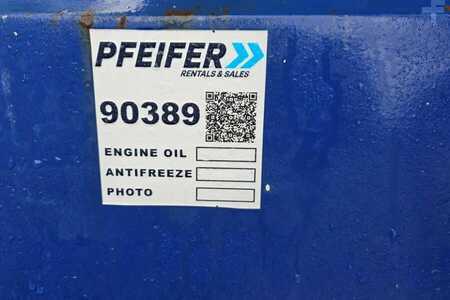 PFEIFER
RENTALS & SALES
90389
ENGINE OIL
ANTIFREEZE
PHOTO